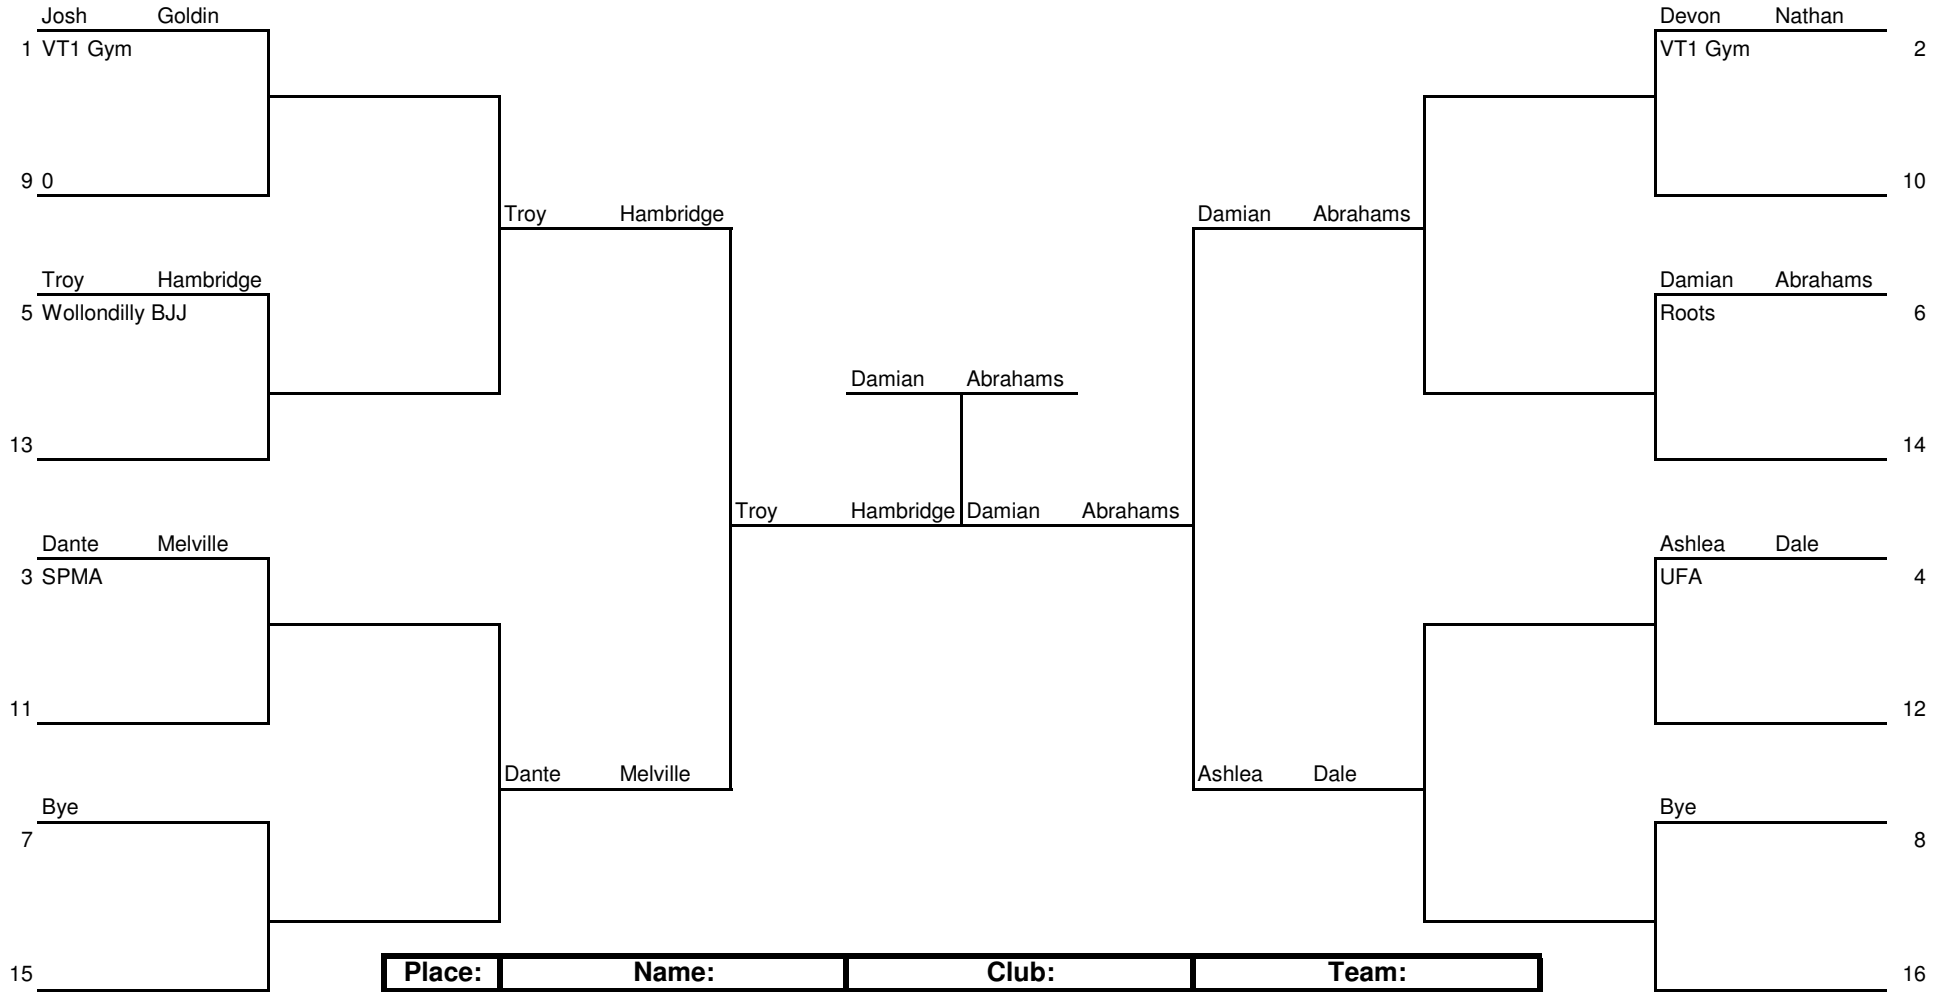 Josh Goldin Devon Nathan
1 VT1 Gym VT1 Gym 2
9 0 10
Troy Hambridge Damian Abrahams
Troy Hambridge Damian Abrahams
5 Wollondilly BJJ Roots 6
Damian Abrahams
13 14
Troy Hambridge Damian Abrahams
Dante Melville Ashlea Dale
3 SPMA UFA 4
11 12
Dante Melville Ashlea Dale
Bye Bye
7 8
15 Place: Name: Club: Team: 16